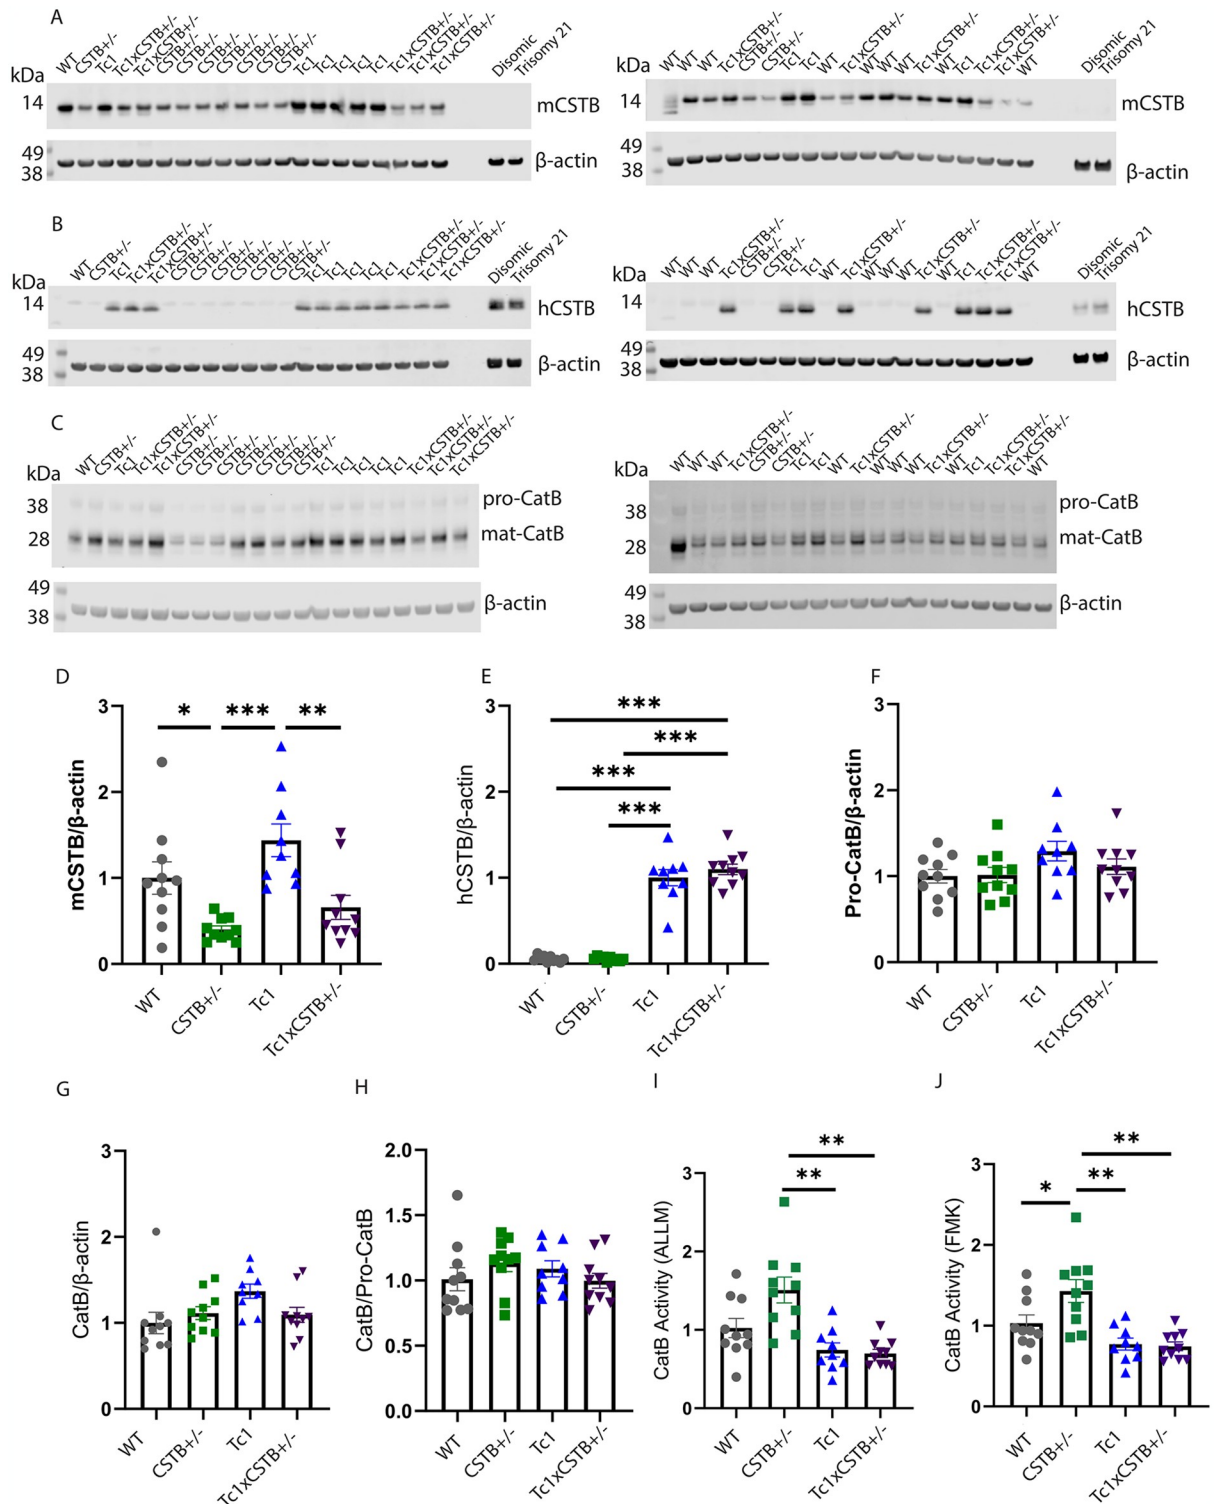 A
WT CSTB+/- Tc1 Tc1xCSTB+/- Tc1xCSTB+/- CSTB+/- CSTB+/- CSTB+/- CSTB+/- CSTB+/- CSTB+/- Tc1 Tc1 Tc1 Tc1 Tc1 Tc1xCSTB+/- Tc1xCSTB+/- Tc1xCSTB+/- Disomic Trisomy 21
kDa
14 mCSTB
49
38 β-actin
WT WT WT Tc1xCSTB+/- CSTB+/- CSTB+/- Tc1 Tc1 WT Tc1xCSTB+/- WT WT WT Tc1xCSTB+/- WT Tc1 Tc1xCSTB+/- Tc1xCSTB+/- WT Disomic Trisomy 21
kDa
14 mCSTB
49
38 β-actin
B
WT CSTB+/- Tc1 Tc1xCSTB+/- Tc1xCSTB+/- CSTB+/- CSTB+/- CSTB+/- CSTB+/- CSTB+/- CSTB+/- Tc1 Tc1 Tc1 Tc1 Tc1 Tc1xCSTB+/- Tc1xCSTB+/- Tc1xCSTB+/- Disomic Trisomy 21
kDa
14 hCSTB
49
38 β-actin
WT WT WT Tc1xCSTB+/- CSTB+/- CSTB+/- Tc1 Tc1 WT Tc1xCSTB+/- WT WT WT Tc1xCSTB+/- WT Tc1 Tc1xCSTB+/- Tc1xCSTB+/- WT Disomic Trisomy 21
kDa
14 hCSTB
49
38 β-actin
C
WT CSTB+/- Tc1 Tc1xCSTB+/- Tc1xCSTB+/- CSTB+/- CSTB+/- CSTB+/- CSTB+/- CSTB+/- CSTB+/- Tc1 Tc1 Tc1 Tc1 Tc1 Tc1xCSTB+/- Tc1xCSTB+/- Tc1xCSTB+/-
kDa
38 pro-CatB
28 mat-CatB
49
38 β-actin
WT WT WT Tc1xCSTB+/- CSTB+/- CSTB+/- Tc1 Tc1 WT Tc1xCSTB+/- WT WT WT Tc1xCSTB+/- WT Tc1 Tc1xCSTB+/- Tc1xCSTB+/- WT
kDa
38 pro-CatB
28 mat-CatB
49
38 β-actin
D
mCSTB/β-actin
3
2
1
0
* *** **
WT CSTB+/- Tc1 Tc1xCSTB+/-
E
hCSTB/β-actin
3
2
1
0
***
***
***
***
WT CSTB+/- Tc1 Tc1xCSTB+/-
F
Pro-CatB/β-actin
3
2
1
0
WT CSTB+/- Tc1 Tc1xCSTB+/-
G
CatB/β-actin
3
2
1
0
WT CSTB+/- Tc1 Tc1xCSTB+/-
H
CatB/Pro-CatB
2.0
1.5
1.0
0.5
0.0
WT CSTB+/- Tc1 Tc1xCSTB+/-
I
CatB Activity (ALLM)
3
2
1
0
**
**
WT CSTB+/- Tc1 Tc1xCSTB+/-
J
CatB Activity (FMK)
3
2
1
0
**
* **
WT CSTB+/- Tc1 Tc1xCSTB+/-